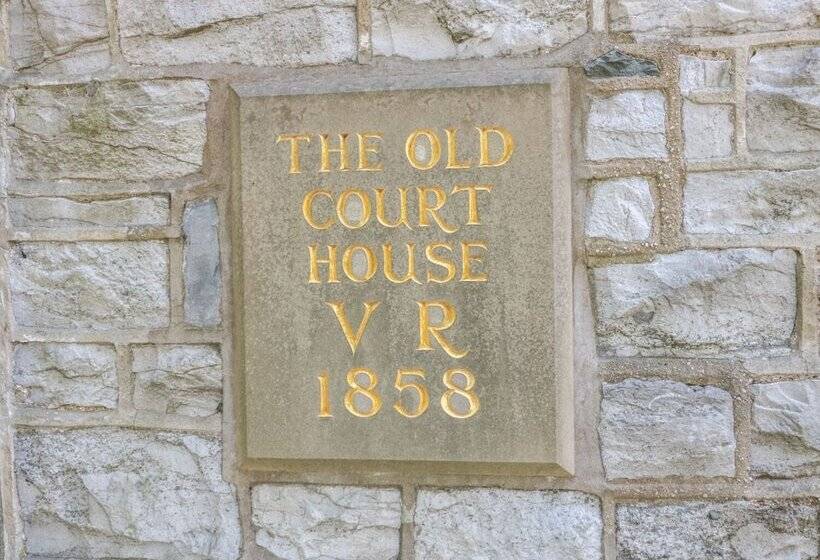 THE OLD
COURT
HOUSE
V R
1858